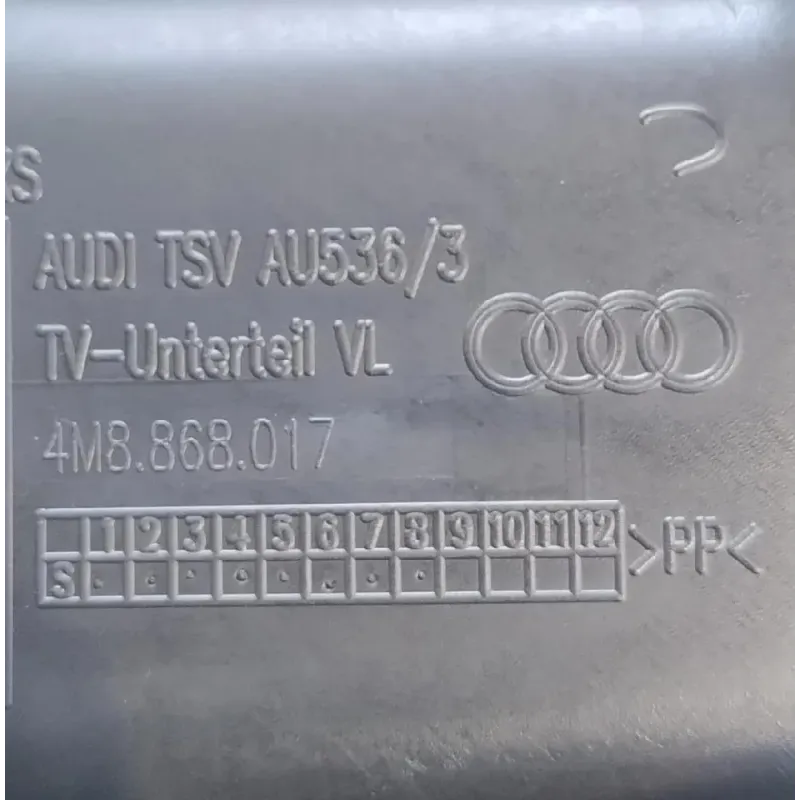 AUDI TSV AU536/3
TV-Unterteil VL
4M8.868.017
1 2 3 4 5 6 7 8 9 10 11 12
S
>PP<